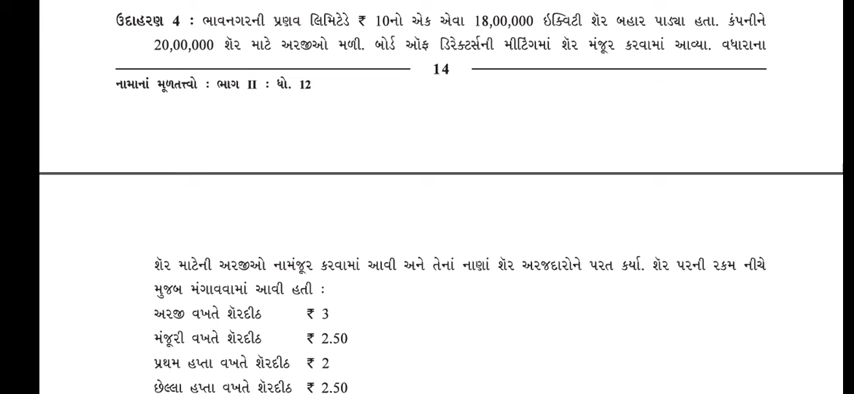 ઉદાહરણ 4 : ભાવનગરની પ્રણવ લિમિટેડે ₹ 10નો એક એવા 18,00,000 ઇક્વિટી શૅર બહાર પાડ્યા હતા. કંપનીને
20,00,000 શૅર માટે અરજીઓ મળી. બોર્ડ ઑફ ડિરેક્ટર્સની મીટિંગમાં શૅર મંજૂર કરવામાં આવ્યા. વધારાના
14
નામાનાં મૂળતત્ત્વો : ભાગ II : ધો. 12
શૅર માટેની અરજીઓ નામંજૂર કરવામાં આવી અને તેનાં નાણાં શૅર અરજદારોને પરત કર્યા. શૅર પરની રકમ નીચે
મુજબ મંગાવવામાં આવી હતી :
અરજી વખતે શૅરદીઠ ₹ 3
મંજૂરી વખતે શૅરદીઠ ₹ 2.50
પ્રથમ હપ્તા વખતે શૅરદીઠ ₹ 2
છેલ્લા હપ્તા વખતે શૅરદીઠ ₹ 2.50